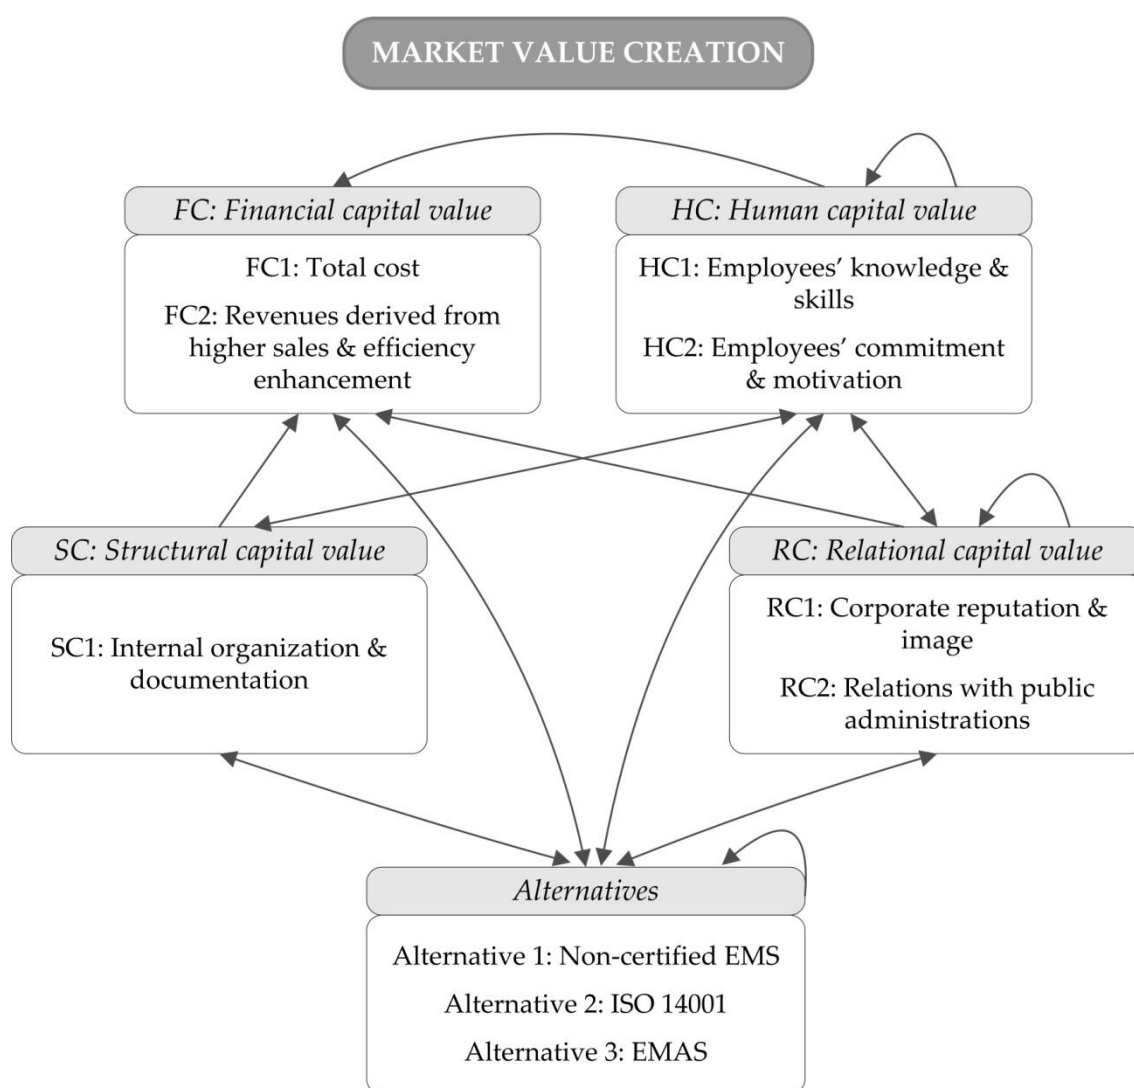 MARKET VALUE CREATION
FC: Financial capital value
FC1: Total cost
FC2: Revenues derived from
higher sales & efficiency
enhancement
HC: Human capital value
HC1: Employees’ knowledge &
skills
HC2: Employees’ commitment
& motivation
SC: Structural capital value
SC1: Internal organization &
documentation
RC: Relational capital value
RC1: Corporate reputation &
image
RC2: Relations with public
administrations
Alternatives
Alternative 1: Non-certified EMS
Alternative 2: ISO 14001
Alternative 3: EMAS